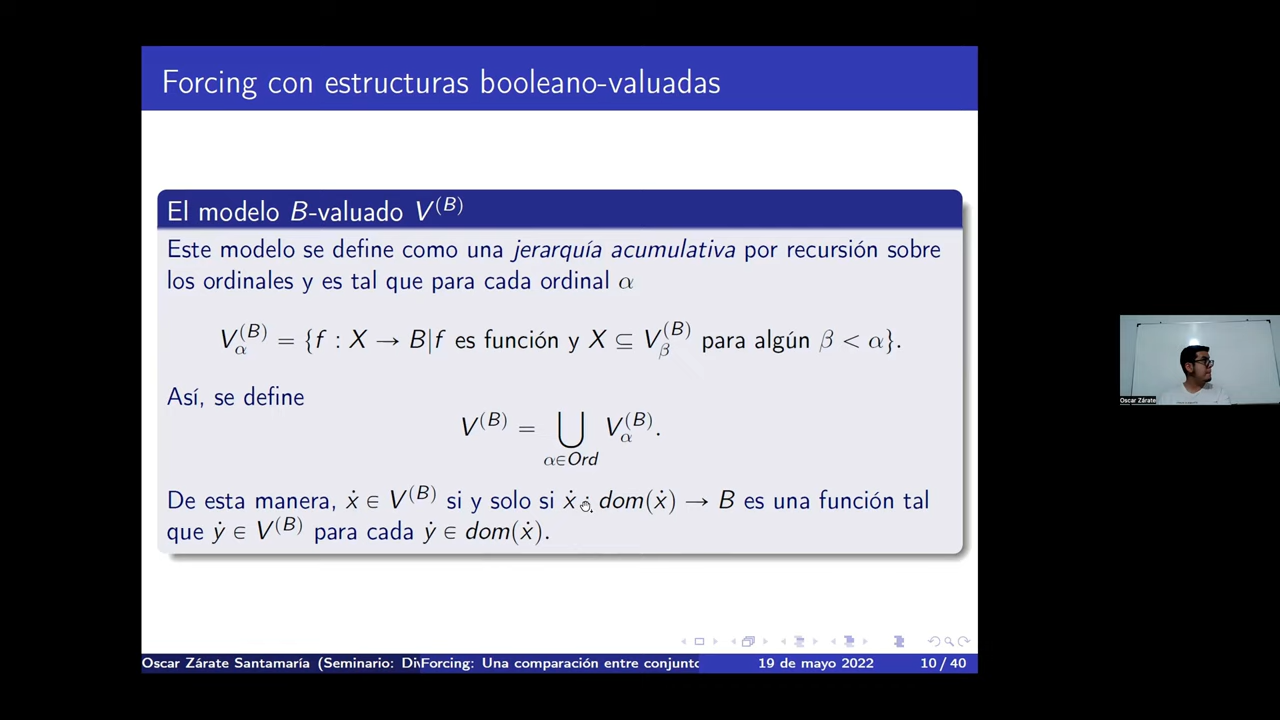 Forcing con estructuras booleano-valuadas
El modelo B-valuado V^(B)
Este modelo se define como una jerarquía acumulativa por recursión sobre
los ordinales y es tal que para cada ordinal α
V_α^(B) = {f : X → B|f es función y X ⊆ V_β^(B) para algún β < α}.
Así, se define
V^(B) = ⋃_{α∈Ord} V_α^(B).
De esta manera, ẋ ∈ V^(B) si y solo si ẋ : dom(ẋ) → B es una función tal
que ẏ ∈ V^(B) para cada ẏ ∈ dom(ẋ).
Oscar Zárate
Oscar Zárate Santamaría (Seminario: Di Forcing: Una comparación entre conjunto 19 de mayo 2022 10 / 40